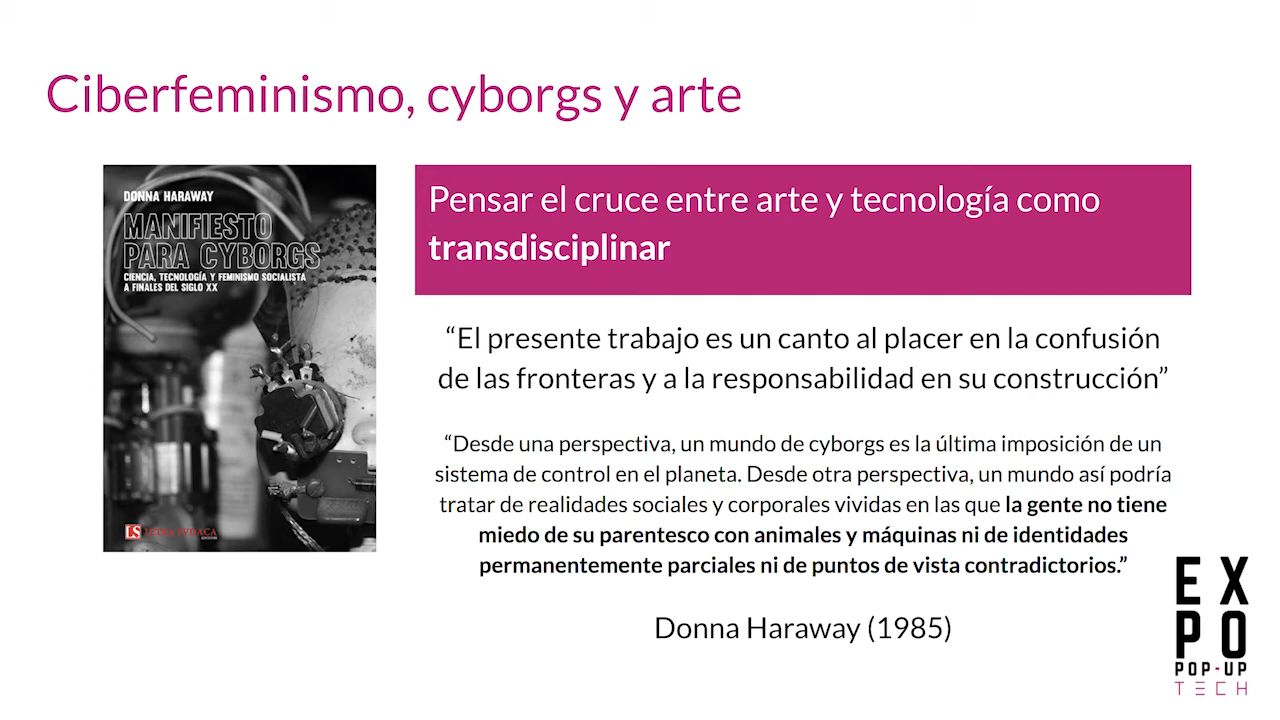 Ciberfeminismo, cyborgs y arte
DONNA HARAWAY
MANIFIESTO
PARA CYBORGS
CIENCIA, TECNOLOGÍA Y FEMINISMO SOCIALISTA
A FINALES DEL SIGLO XX
LS LETRA SUDACA
EDICIONES
Pensar el cruce entre arte y tecnología como
transdisciplinar
“El presente trabajo es un canto al placer en la confusión
de las fronteras y a la responsabilidad en su construcción”
“Desde una perspectiva, un mundo de cyborgs es la última imposición de un
sistema de control en el planeta. Desde otra perspectiva, un mundo así podría
tratar de realidades sociales y corporales vividas en las que la gente no tiene
miedo de su parentesco con animales y máquinas ni de identidades
permanentemente parciales ni de puntos de vista contradictorios.”
Donna Haraway (1985)
EX
PO
POP-UP
TECH